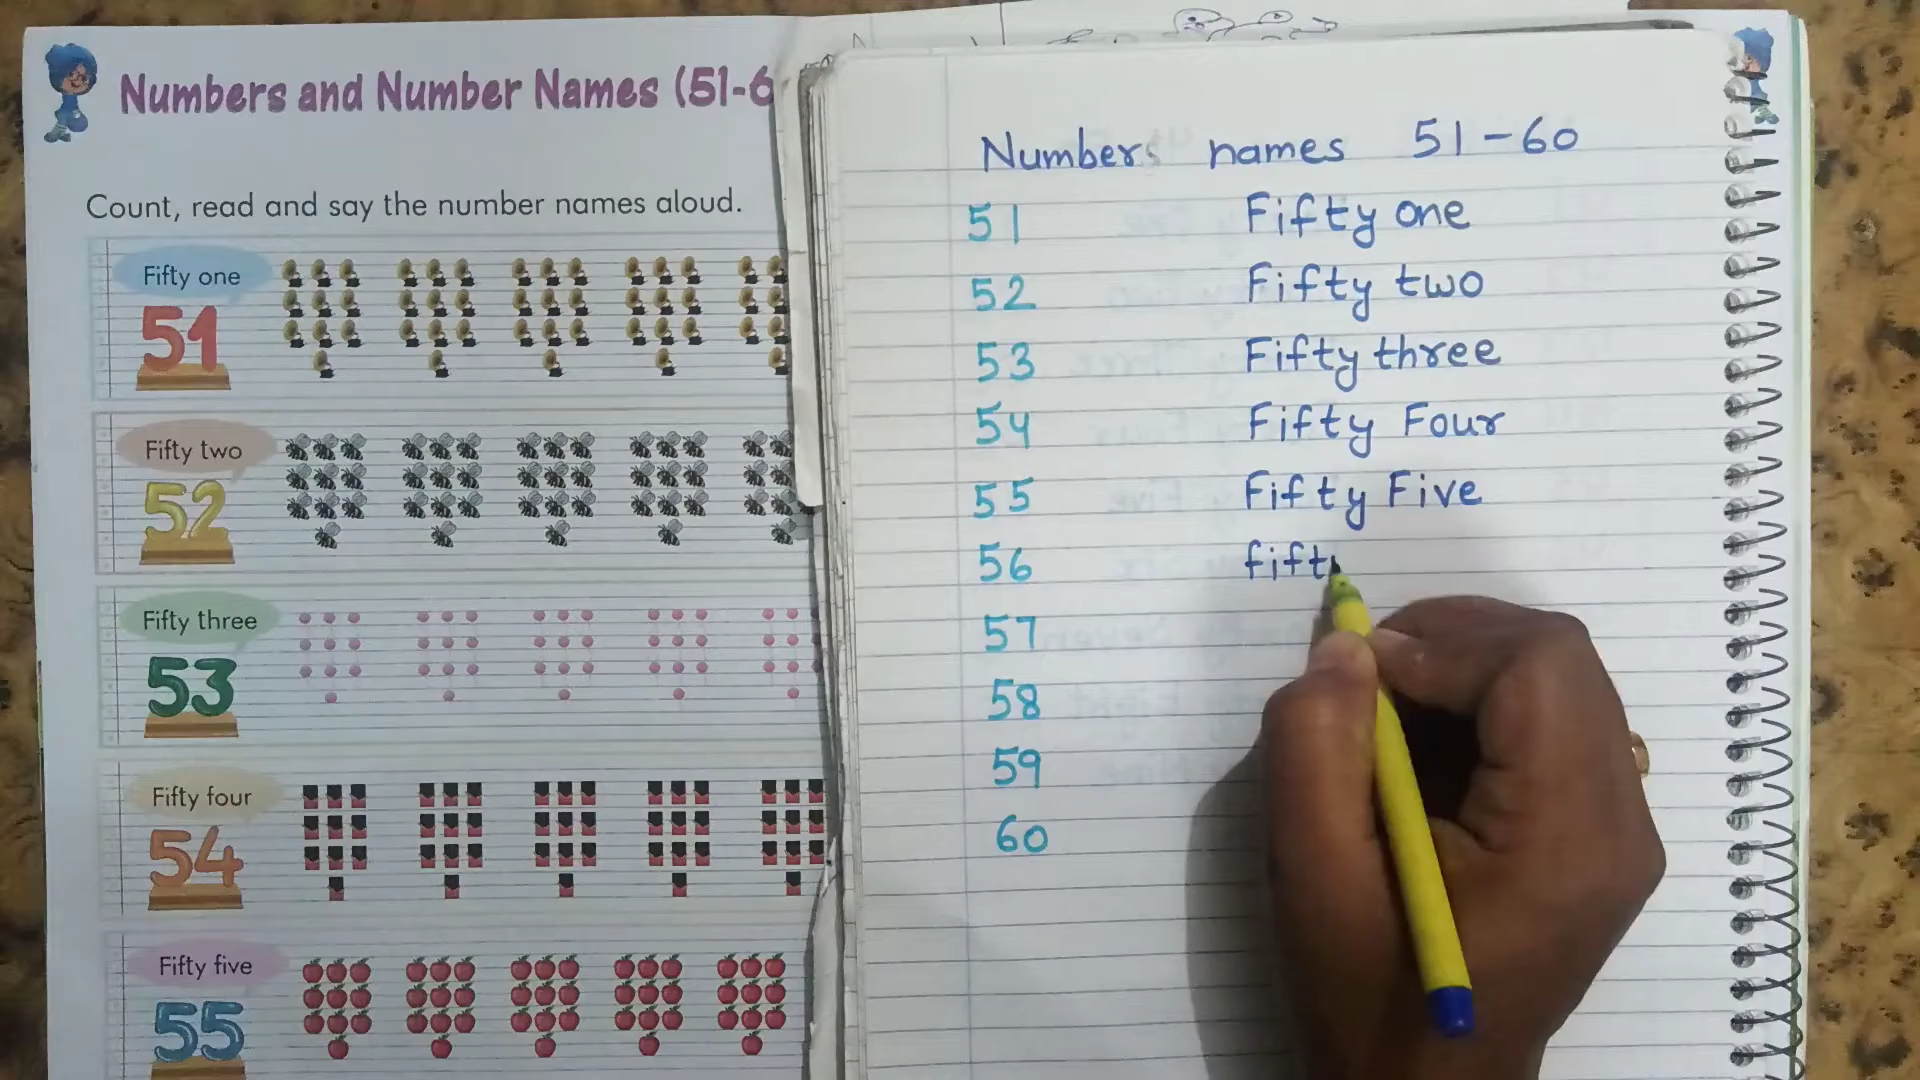 Numbers and Number Names (51-6
Count, read and say the number names aloud.
Fifty one
51
Fifty two
52
Fifty three
53
Fifty four
54
Fifty five
55
Numbers names 51-60
51 Fifty one
52 Fifty two
53 Fifty three
54 Fifty Four
55 Fifty Five
56 fift
57
58
59
60